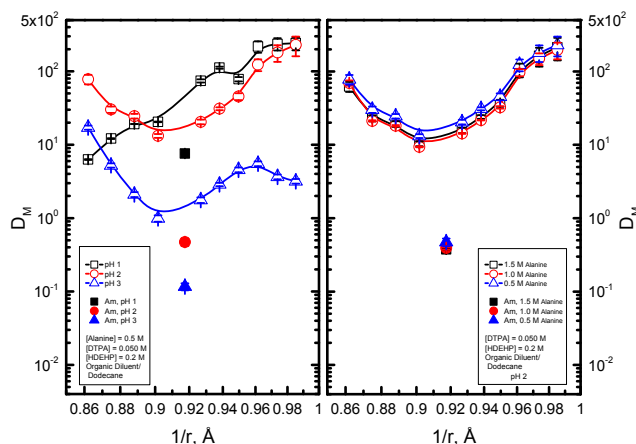 5x10²
10²
10¹
10⁰
10⁻¹
10⁻²
D_M
0.86 0.88 0.9 0.92 0.94 0.96 0.98 1
1/r, Å
pH 1
pH 2
pH 3
Am, pH 1
Am, pH 2
Am, pH 3
[Alanine] = 0.5 M
[DTPA] = 0.050 M
[HDEHP] = 0.2 M
Organic Diluent/
Dodecane
5x10²
10²
10¹
10⁰
10⁻¹
10⁻²
D_M
0.86 0.88 0.9 0.92 0.94 0.96 0.98 1
1/r, Å
1.5 M Alanine
1.0 M Alanine
0.5 M Alanine
Am, 1.5 M Alanine
Am, 1.0 M Alanine
Am, 0.5 M Alanine
[DTPA] = 0.050 M
[HDEHP] = 0.2 M
Organic Diluent/
Dodecane
pH 2